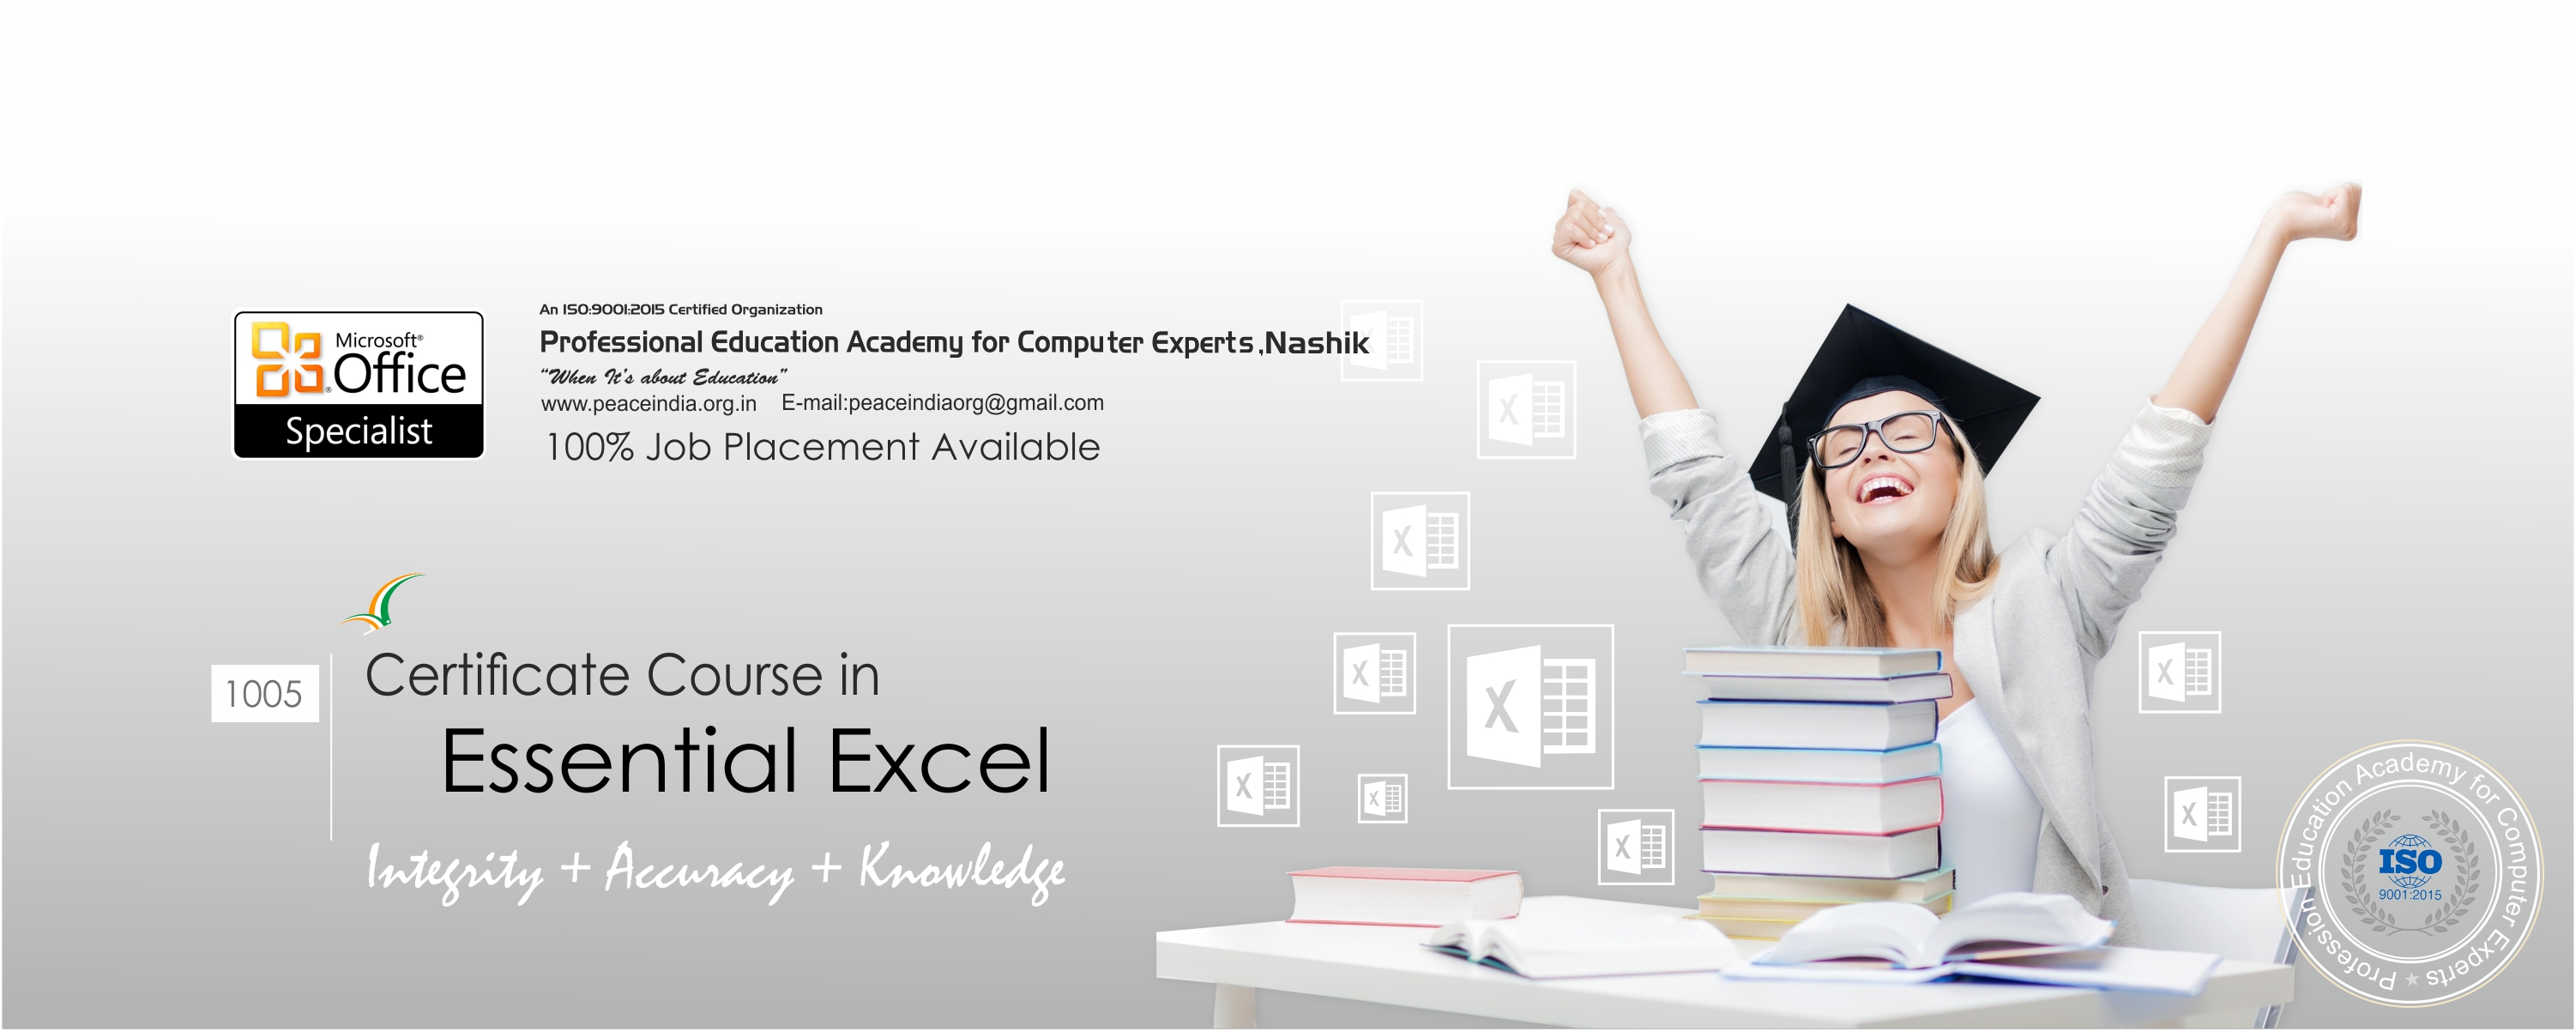 Microsoft®
Office®
Specialist
An ISO:9001:2015 Certified Organization
Professional Education Academy for Computer Experts,Nashik
“When It's about Education”
www.peaceindia.org.in E-mail:peaceindiaorg@gmail.com
100% Job Placement Available
1005
Certificate Course in
Essential Excel
Integrity + Accuracy + Knowledge
X
X
X
X
X
X
X
X
X
Profession Education Academy for Computer Experts
ISO
9001:2015